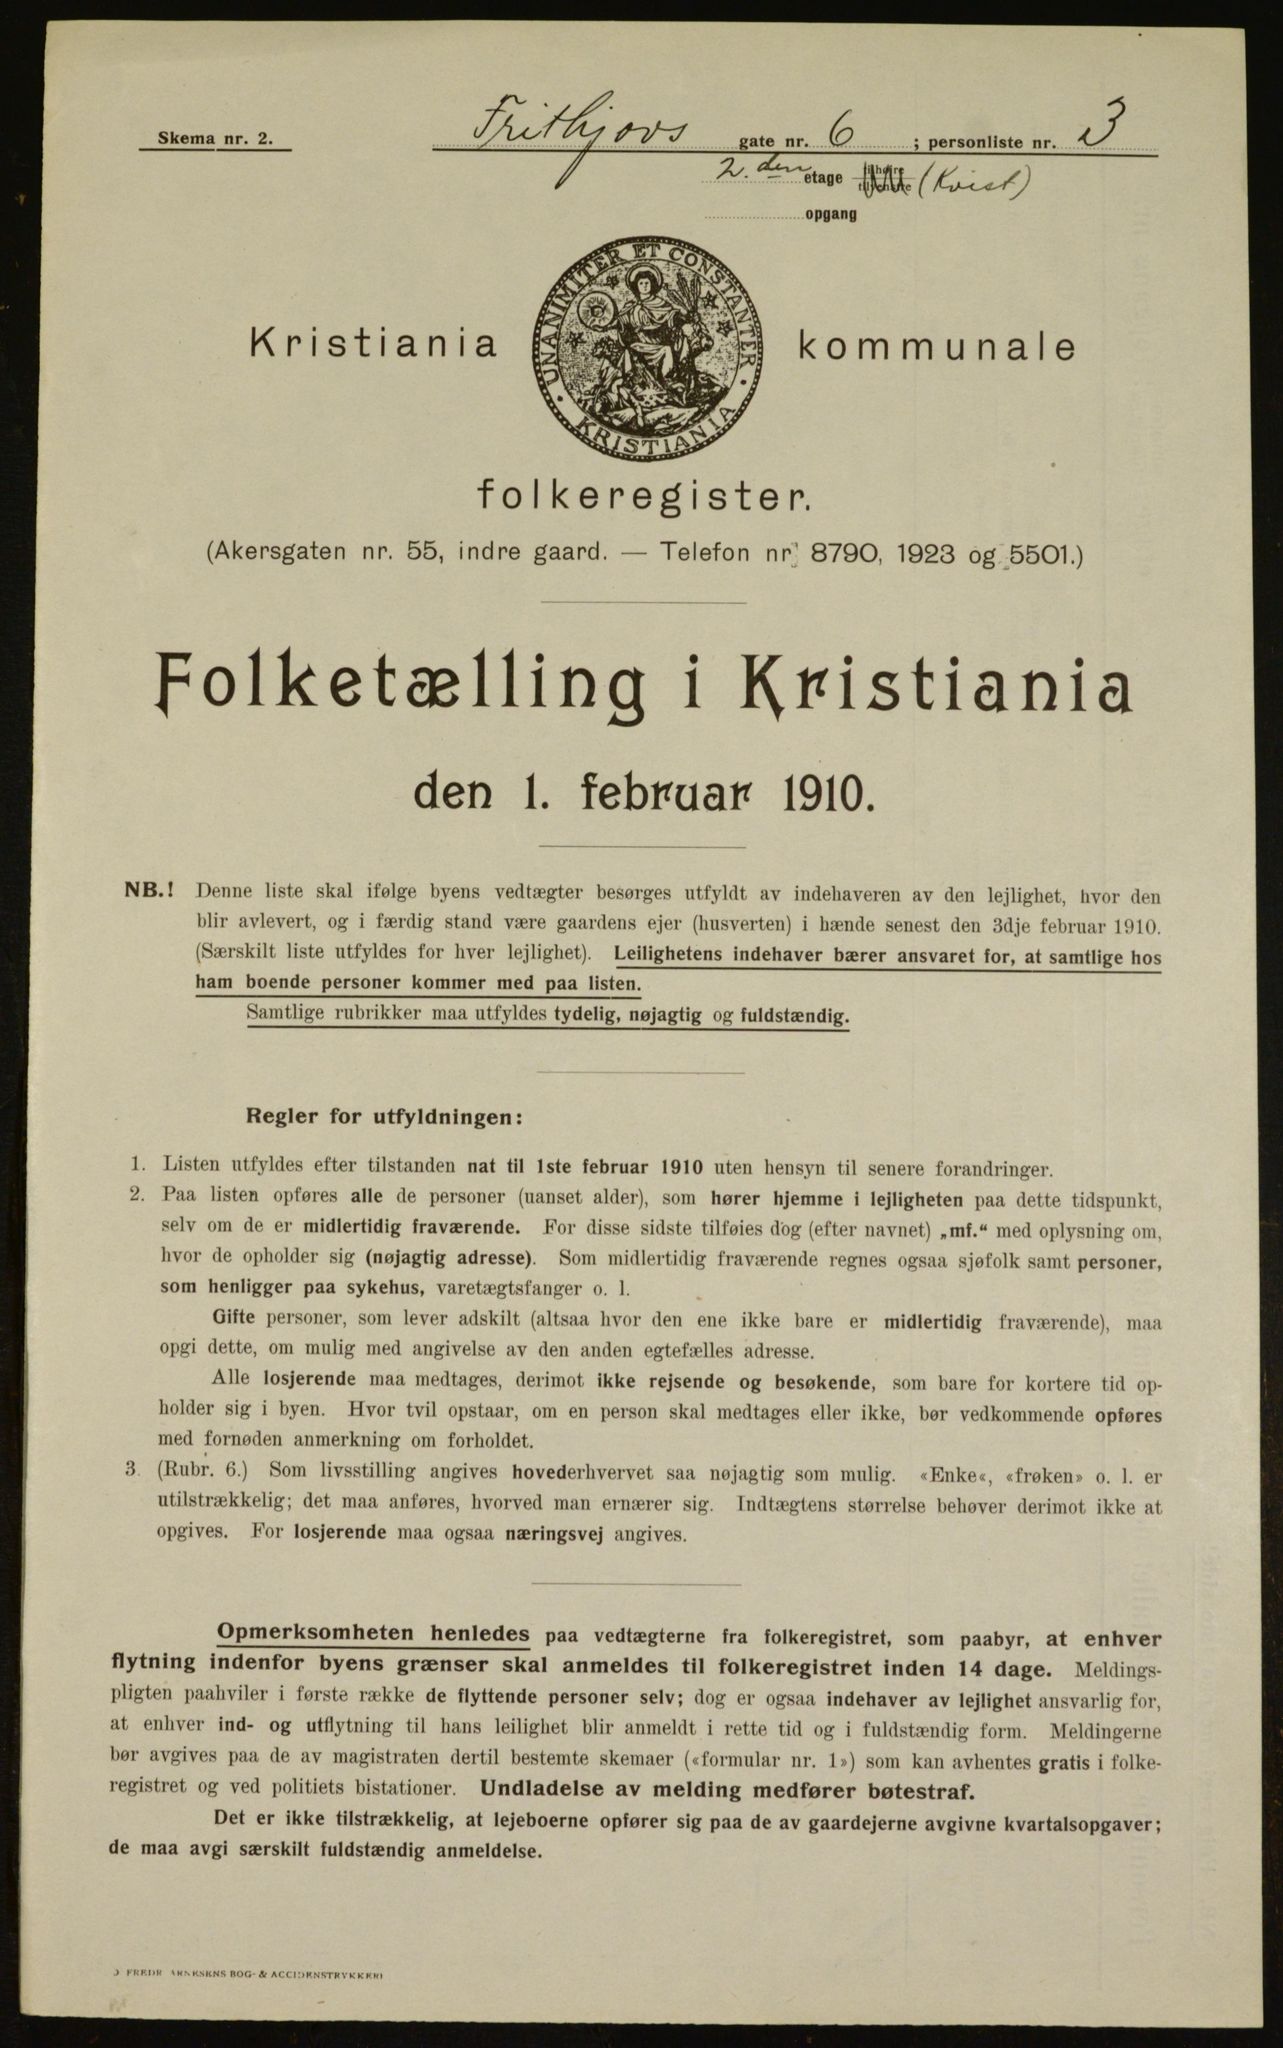 Skema nr. 2.
Frithjovs gate nr. 6 ; personliste nr. 3
2.den etage (Kvist)
opgang
UNANIMITER ET CONSTANTER
KRISTIANIA
Kristiania kommunale
folkeregister.
(Akersgaten nr. 55, indre gaard. — Telefon nr. 8790, 1923 og 5501.)
Folketælling i Kristiania
den 1. februar 1910.
NB.! Denne liste skal ifølge byens vedtægter besørges utfyldt av indehaveren av den lejlighet, hvor den
blir avlevert, og i færdig stand være gaardens ejer (husverten) i hænde senest den 3dje februar 1910.
(Særskilt liste utfyldes for hver lejlighet). Leilighetens indehaver bærer ansvaret for, at samtlige hos
ham boende personer kommer med paa listen.
Samtlige rubrikker maa utfyldes tydelig, nøjagtig og fuldstændig.
Regler for utfyldningen:
1. Listen utfyldes efter tilstanden nat til 1ste februar 1910 uten hensyn til senere forandringer.
2. Paa listen opføres alle de personer (uanset alder), som hører hjemme i lejligheten paa dette tidspunkt,
selv om de er midlertidig fraværende. For disse sidste tilføies dog (efter navnet) „mf.“ med oplysning om,
hvor de opholder sig (nøjagtig adresse). Som midlertidig fraværende regnes ogsaa sjøfolk samt personer,
som henligger paa sykehus, varetægtsfanger o. l.
Gifte personer, som lever adskilt (altsaa hvor den ene ikke bare er midlertidig fraværende), maa
opgi dette, om mulig med angivelse av den anden egtefælles adresse.
Alle losjerende maa medtages, derimot ikke rejsende og besøkende, som bare for kortere tid op-
holder sig i byen. Hvor tvil opstaar, om en person skal medtages eller ikke, bør vedkommende opføres
med fornøden anmerkning om forholdet.
3. (Rubr. 6.) Som livsstilling angives hovederhvervet saa nøjagtig som mulig. «Enke«, «frøken» o. l. er
utilstrækkelig; det maa anføres, hvorved man ernærer sig. Indtægtens størrelse behøver derimot ikke at
opgives. For losjerende maa ogsaa næringsvej angives.
Opmerksomheten henledes paa vedtægterne fra folkeregistret, som paabyr, at enhver
flytning indenfor byens grænser skal anmeldes til folkeregistret inden 14 dage. Meldings-
pligten paahviler i første række de flyttende personer selv; dog er ogsaa indehaver av lejlighet ansvarlig for,
at enhver ind- og utflytning til hans leilighet blir anmeldt i rette tid og i fuldstændig form. Meldingerne
bør avgives paa de av magistraten dertil bestemte skemaer («formular nr. 1») som kan avhentes gratis i folke-
registret og ved politiets bistationer. Undladelse av melding medfører bøtestraf.
Det er ikke tilstrækkelig, at lejeboerne opfører sig paa de av gaardejerne avgivne kvartalsopgaver;
de maa avgi særskilt fuldstændig anmeldelse.
FREDR ARNESENS BOG- & ACCIDENSTRYKKERI